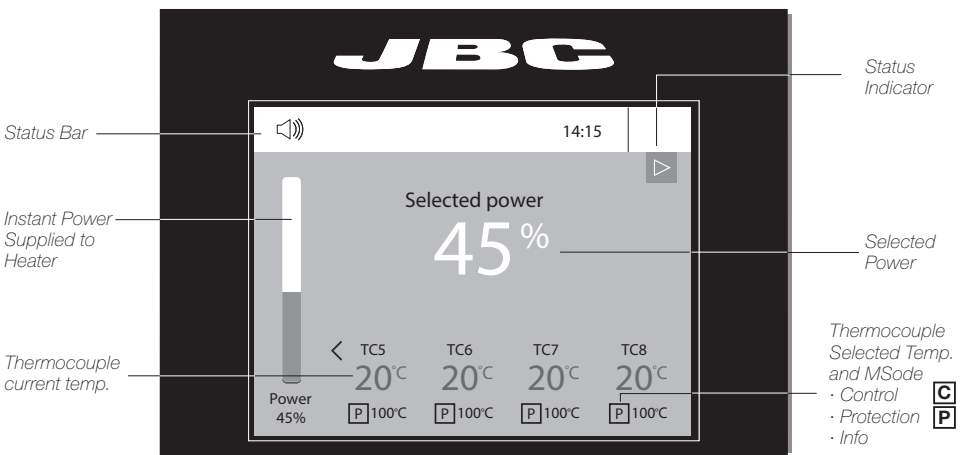 JBC
Status
Indicator
Status Bar
14:15
Instant Power
Supplied to
Heater
Selected power
45%
Selected
Power
Thermocouple
current temp.
TC5 TC6 TC7 TC8
20°C 20°C 20°C 20°C
P 100°C P 100°C P 100°C P 100°C
Power
45%
Thermocouple
Selected Temp.
and MSode
· Control C
· Protection P
· Info